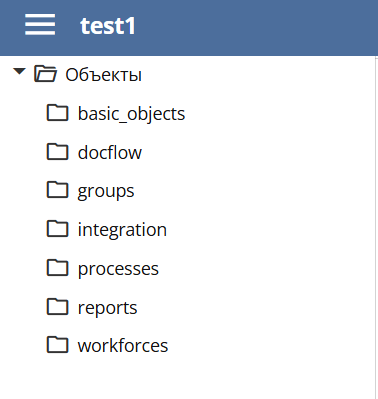 test1
Объекты
basic_objects
docflow
groups
integration
processes
reports
workforces